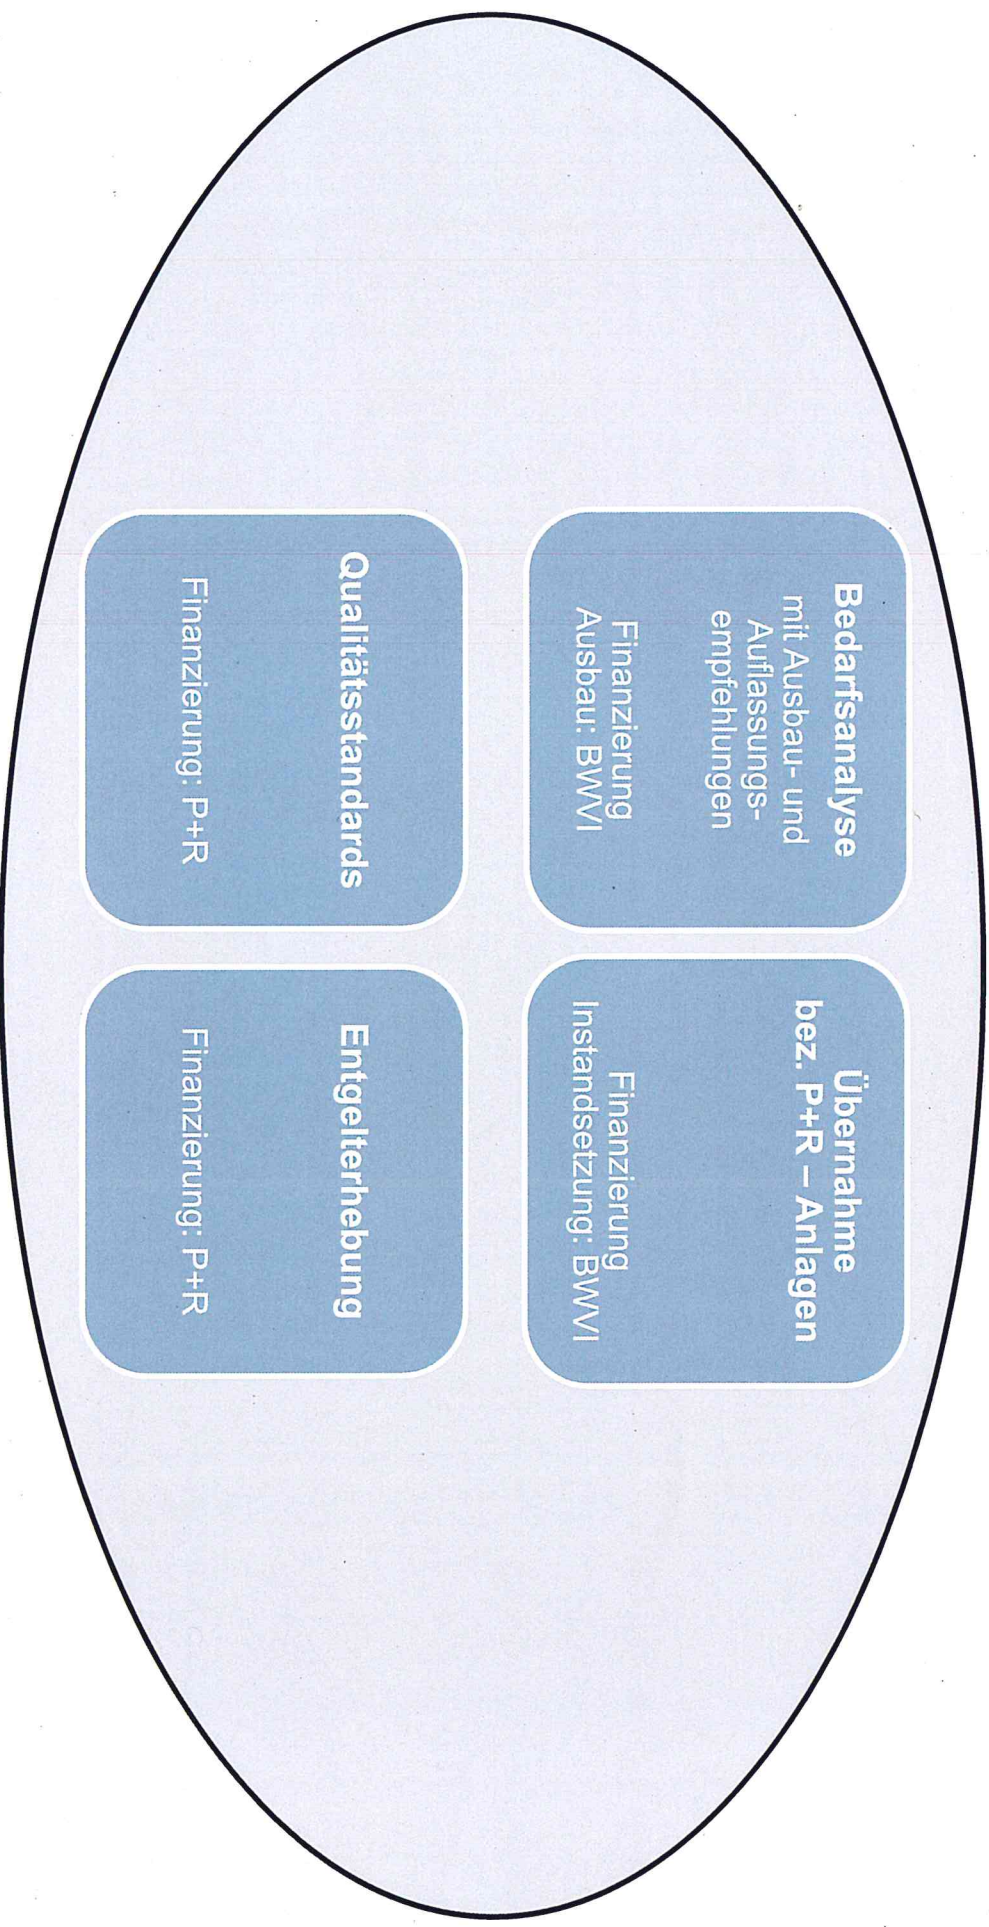 Bedarfsanalyse
mit Ausbau- und
Auflassungs-
empfehlungen
Finanzierung
Ausbau: BWVI
Übernahme
bez. P+R – Anlagen
Finanzierung
Instandsetzung: BWVI
Qualitätsstandards
Finanzierung: P+R
Entgelterhebung
Finanzierung: P+R